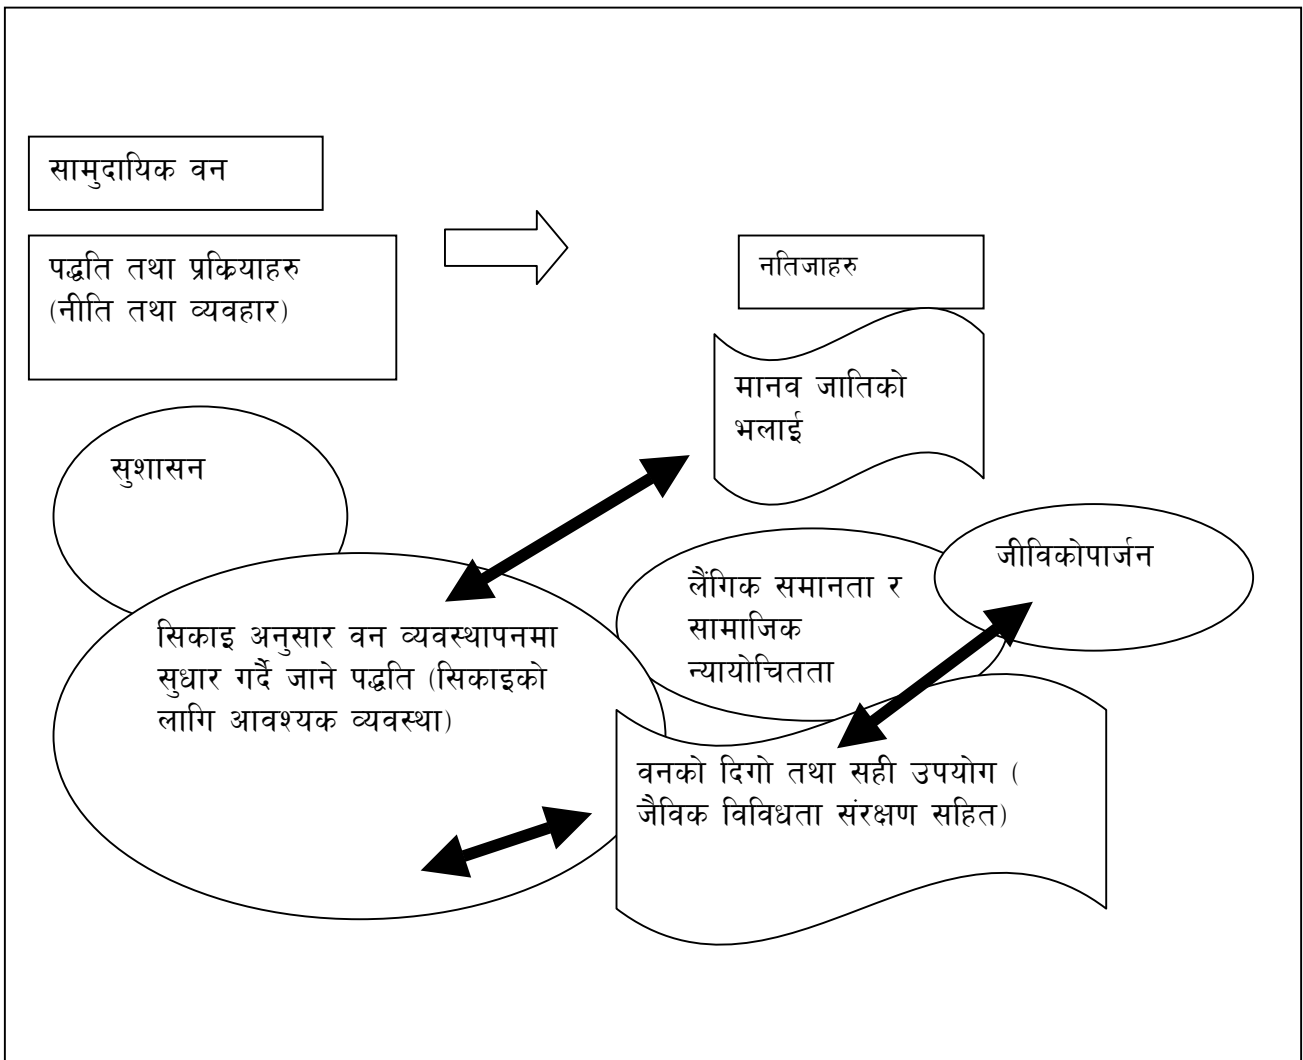 सामुदायिक वन
पद्धति तथा प्रक्रियाहरु
(नीति तथा व्यवहार)
नतिजाहरु
मानव जातिको
भलाई
सुशासन
जीविकोपार्जन
लैंगिक समानता र
सामाजिक
न्यायोचितता
सिकाइ अनुसार वन व्यवस्थापनमा
सुधार गर्दै जाने पद्धति (सिकाइको
लागि आवश्यक व्यवस्था)
वनको दिगो तथा सही उपयोग (
जैविक विविधता संरक्षण सहित)